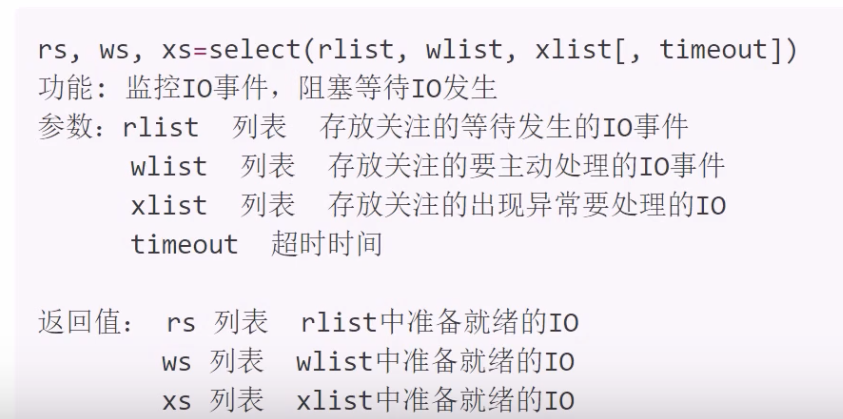 rs, ws, xs=select(rlist, wlist, xlist[, timeout])
功能: 监控IO事件，阻塞等待IO发生
参数：rlist 列表 存放关注的等待发生的IO事件
wlist 列表 存放关注的要主动处理的IO事件
xlist 列表 存放关注的出现异常要处理的IO
timeout 超时时间
返回值： rs 列表 rlist中准备就绪的IO
ws 列表 wlist中准备就绪的IO
xs 列表 xlist中准备就绪的IO